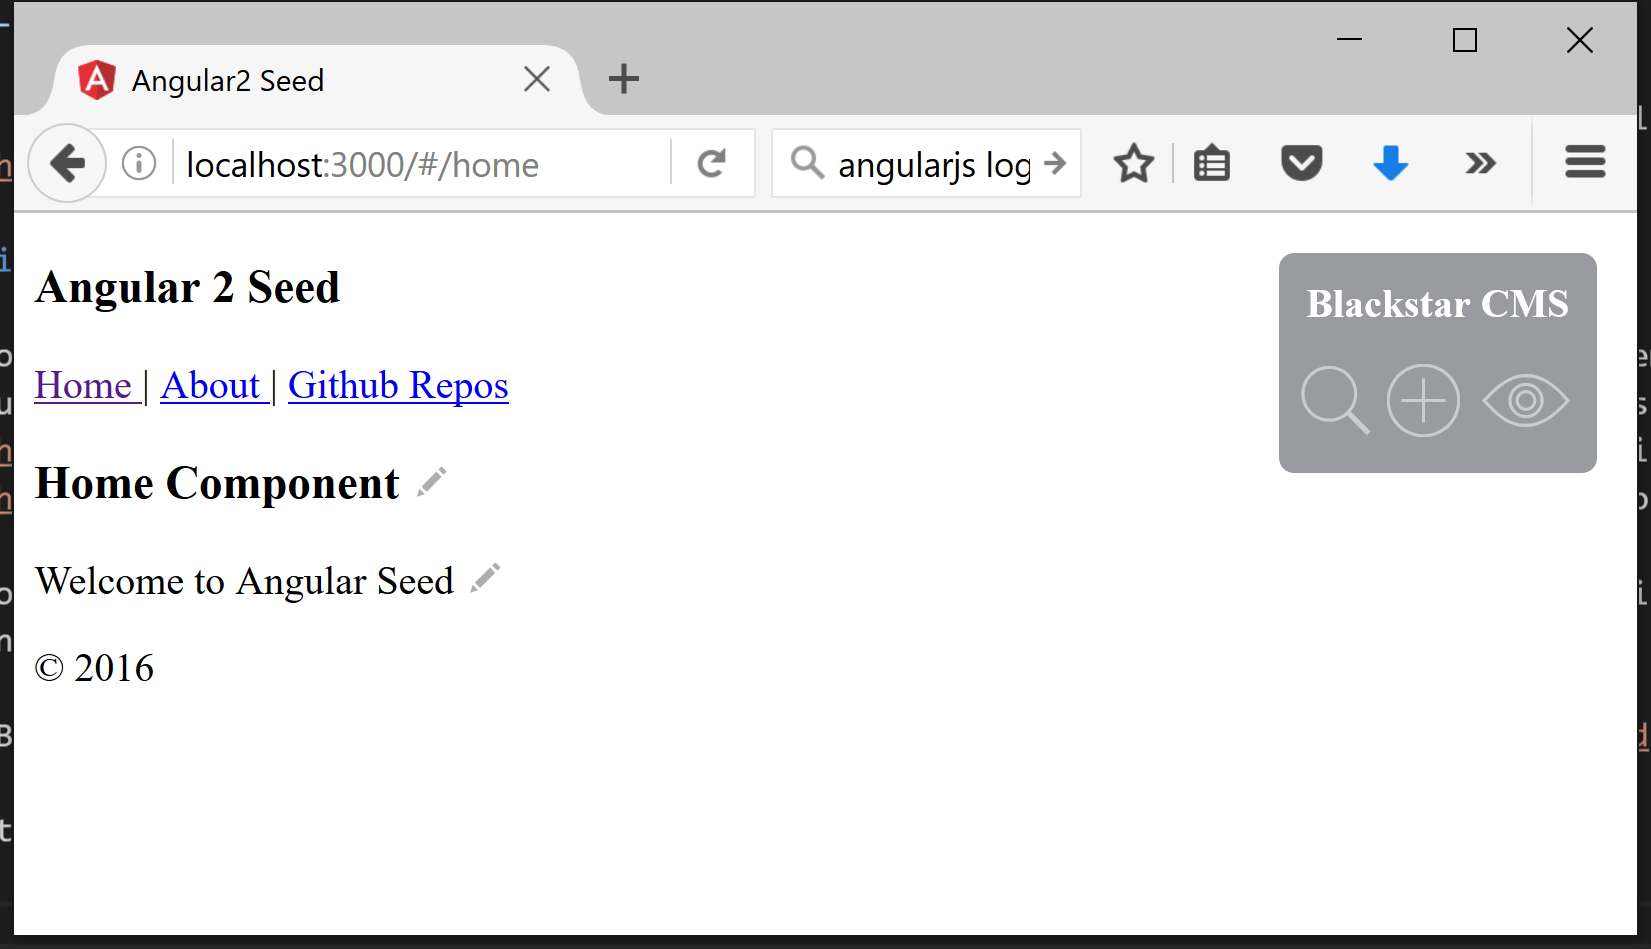 Angular2 Seed
localhost:3000/#/home
angularjs log
Angular 2 Seed
Blackstar CMS
Home | About | Github Repos
Home Component
Welcome to Angular Seed
© 2016